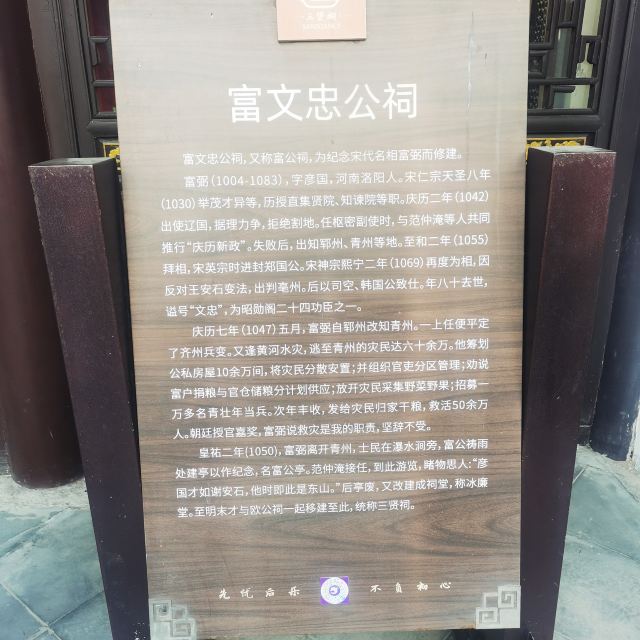 三贤祠
富文忠公祠
富文忠公祠，又称富公祠，为纪念宋代名相富弼而修建。
富弼（1004-1083），字彦国，河南洛阳人。宋仁宗天圣八年
（1030）举茂才异等，历授直集贤院、知谏院等职。庆历二年（1042）
出使辽国，据理力争，拒绝割地。任枢密副使时，与范仲淹等人共同
推行“庆历新政”。失败后，出知郓州、青州等地。至和二年（1055）
拜相，宋英宗时进封郑国公。宋神宗熙宁二年（1069）再度为相，因
反对王安石变法，出判亳州。后以司空、韩国公致仕。年八十去世，
谥号“文忠”，为昭勋阁二十四功臣之一。
庆历七年（1047）五月，富弼自郓州改知青州。一上任便平定
了齐州兵变。又逢黄河水灾，逃至青州的灾民达六十余万。他筹划
公私房屋10余万间，将灾民分散安置；并组织官吏分区管理；劝说
富户捐粮与官仓储粮分计划供应；放开灾民采集野菜野果；招募一
万多名青壮年当兵。次年丰收，发给灾民归家干粮，救活50余万
人。朝廷授官嘉奖，富弼说救灾是我的职责，坚辞不受。
皇祐二年（1050），富弼离开青州，士民在瀑水涧旁，富公祷雨
处建亭以作纪念，名富公亭。范仲淹接任，到此游览，睹物思人：“彦
国才如谢安石，他时即此是东山。”后亭废，又改建成祠堂，称冰廉
堂。至明末才与欧公祠一起移建至此，统称三贤祠。
先忧后乐 不负初心